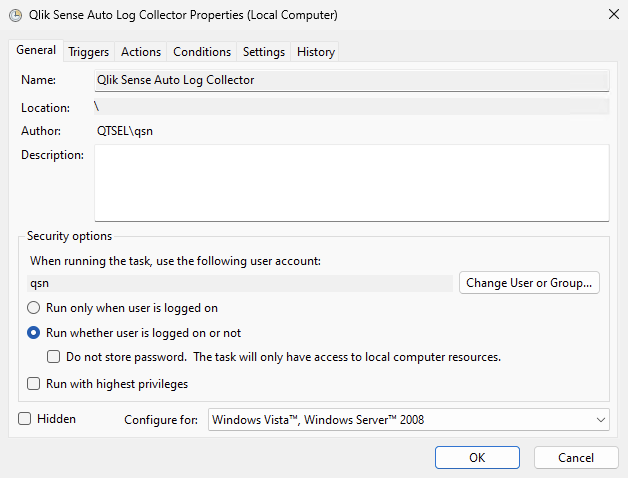 Qlik Sense Auto Log Collector Properties (Local Computer)
General Triggers Actions Conditions Settings History
Name: Qlik Sense Auto Log Collector
Location: \
Author: QTSEL\qsn
Description:
Security options
When running the task, use the following user account:
qsn Change User or Group...
Run only when user is logged on
Run whether user is logged on or not
Do not store password.  The task will only have access to local computer resources.
Run with highest privileges
Hidden Configure for: Windows Vista™, Windows Server™ 2008
OK Cancel